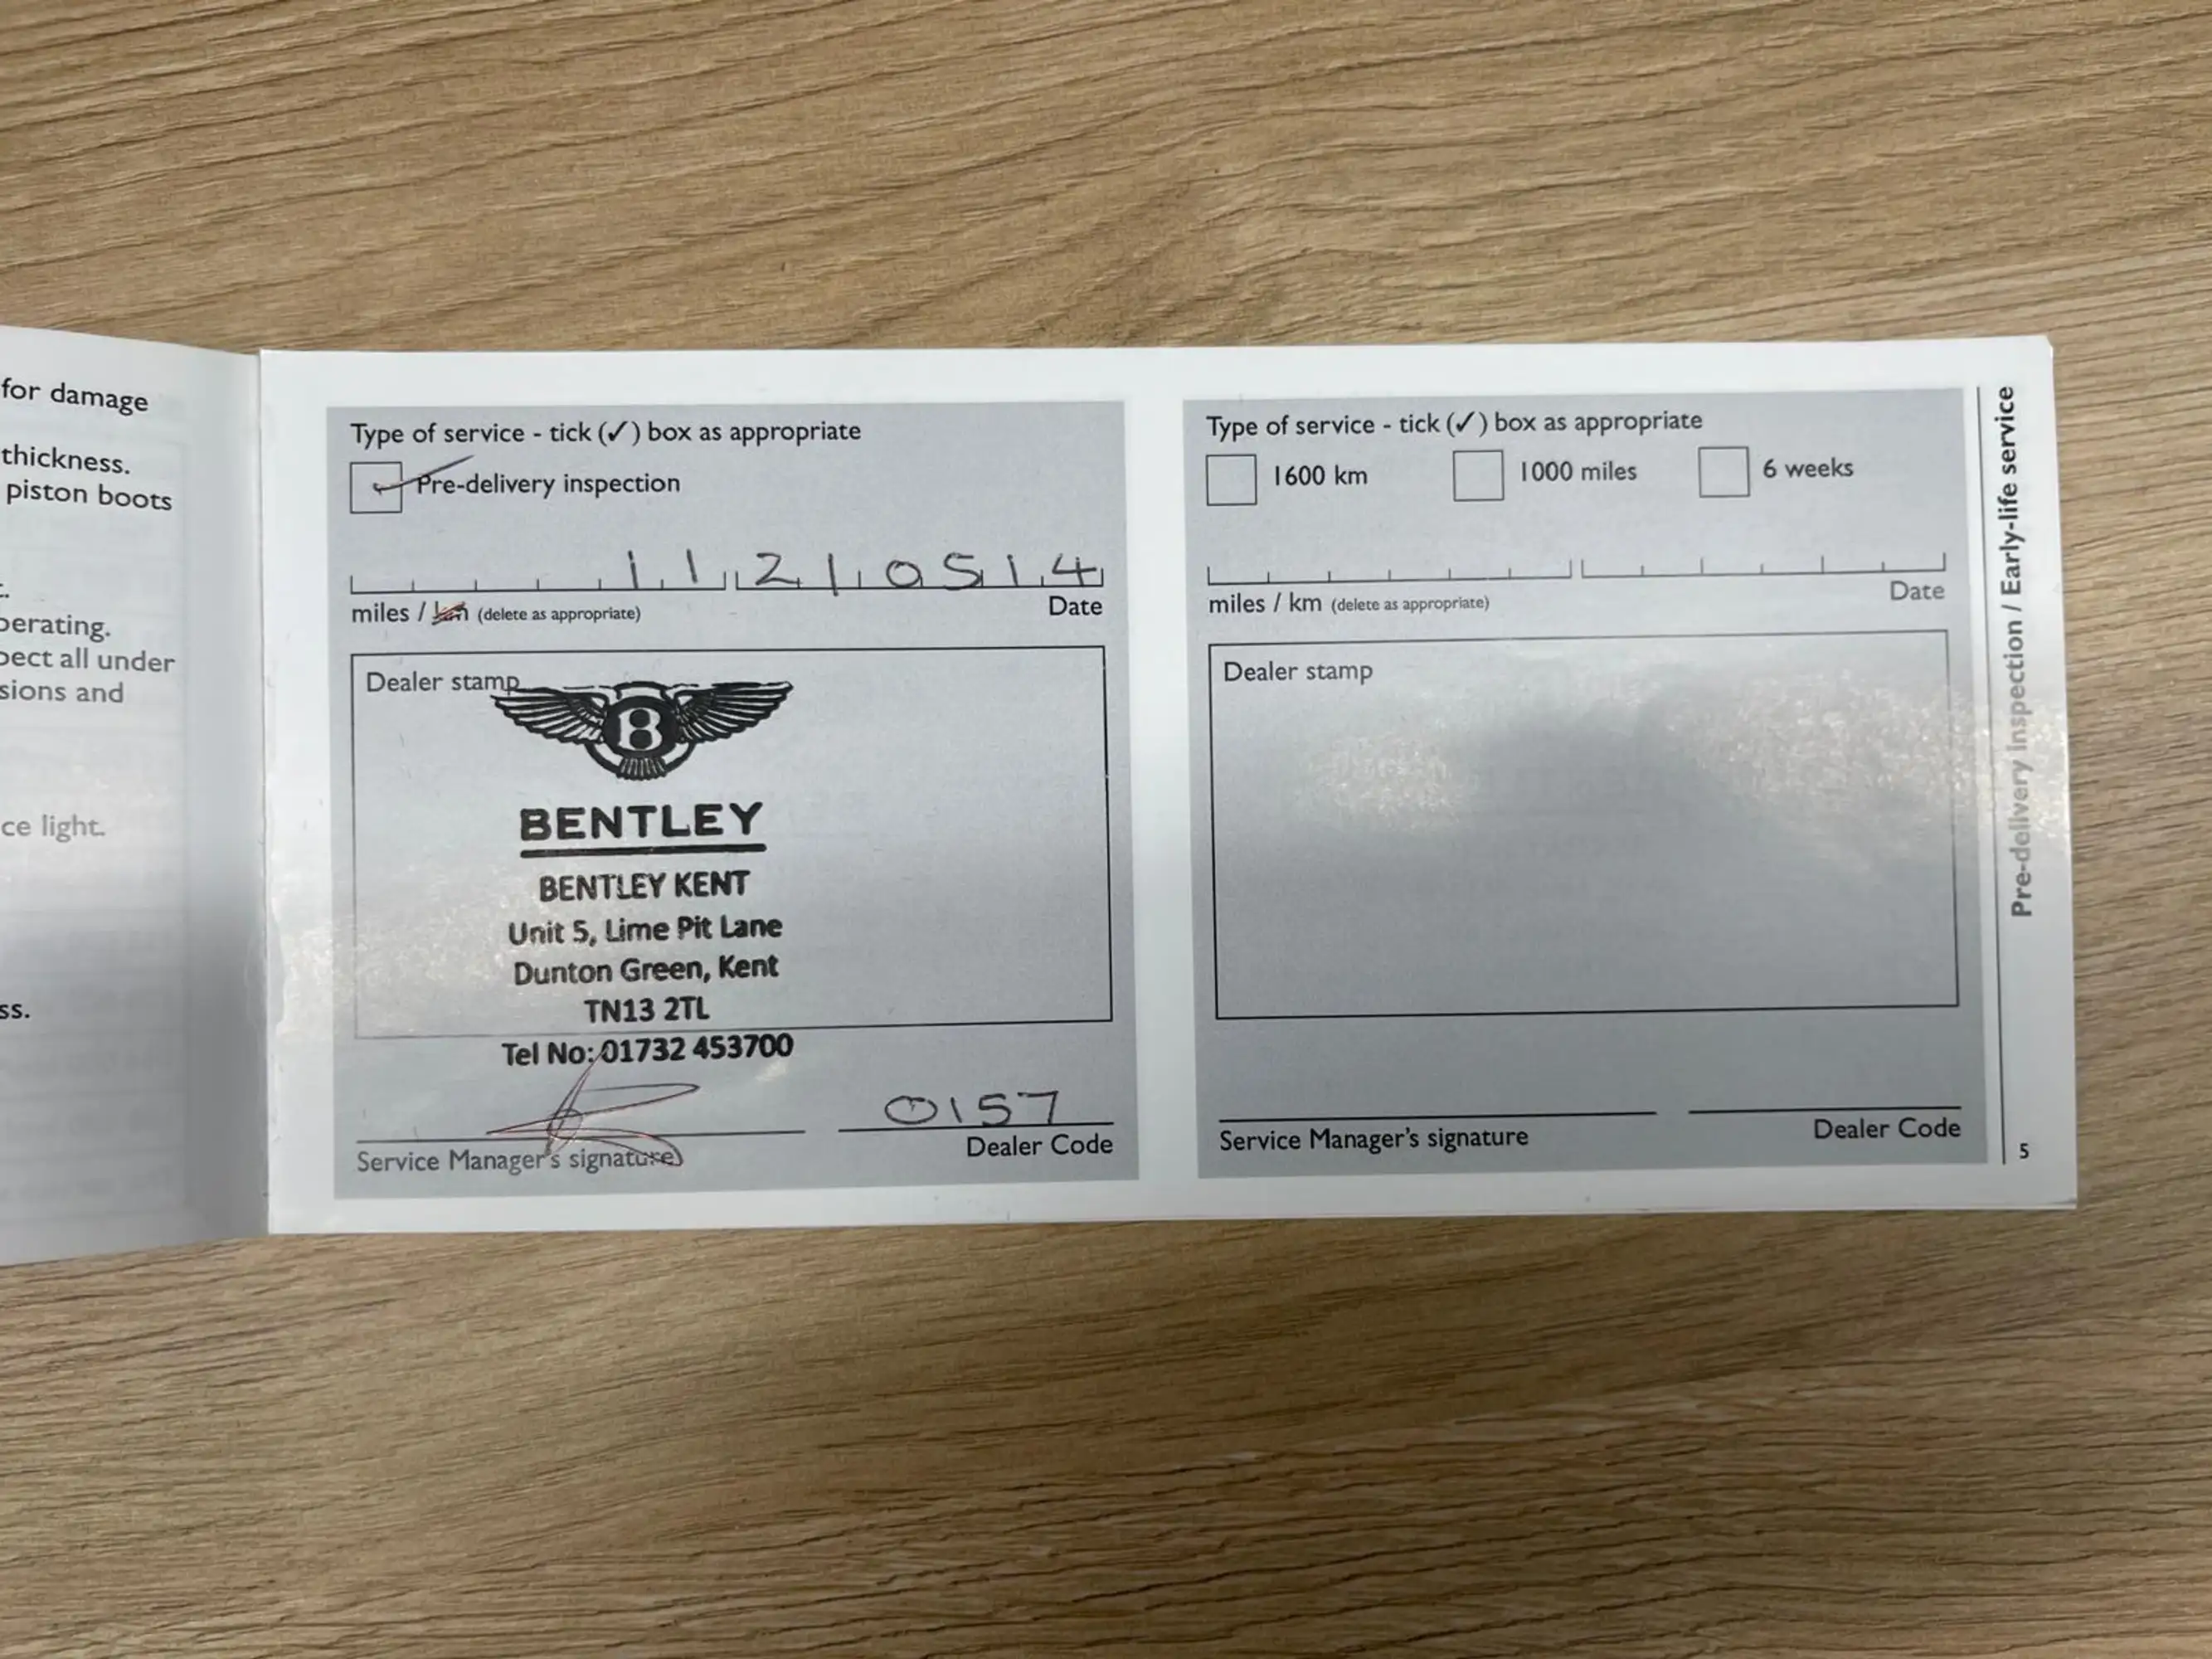 for damage
thickness.
piston boots
perating.
pect all under
sions and
ce light.
ss.
Type of service - tick (✓) box as appropriate
Pre-delivery inspection
1 1 2 1 0 5 1 4
miles / km (delete as appropriate)
Date
Dealer stamp
B
BENTLEY
BENTLEY KENT
Unit 5, Lime Pit Lane
Dunton Green, Kent
TN13 2TL
Tel No: 01732 453700
0157
Service Manager's signature
Dealer Code
Type of service - tick (✓) box as appropriate
1600 km 1000 miles 6 weeks
miles / km (delete as appropriate)
Date
Dealer stamp
Service Manager's signature
Dealer Code
Pre-delivery inspection / Early-life service
5